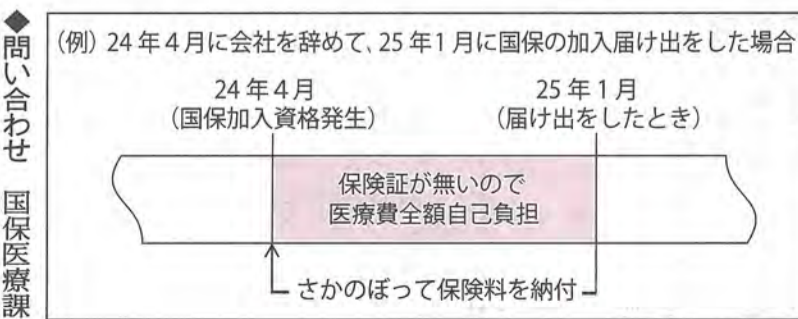 ◆問い合わせ 国保医療課
(例) 24年4月に会社を辞めて、25年1月に国保の加入届け出をした場合
24年4月
(国保加入資格発生)
25年1月
(届け出をしたとき)
保険証が無いので
医療費全額自己負担
さかのぼって保険料を納付